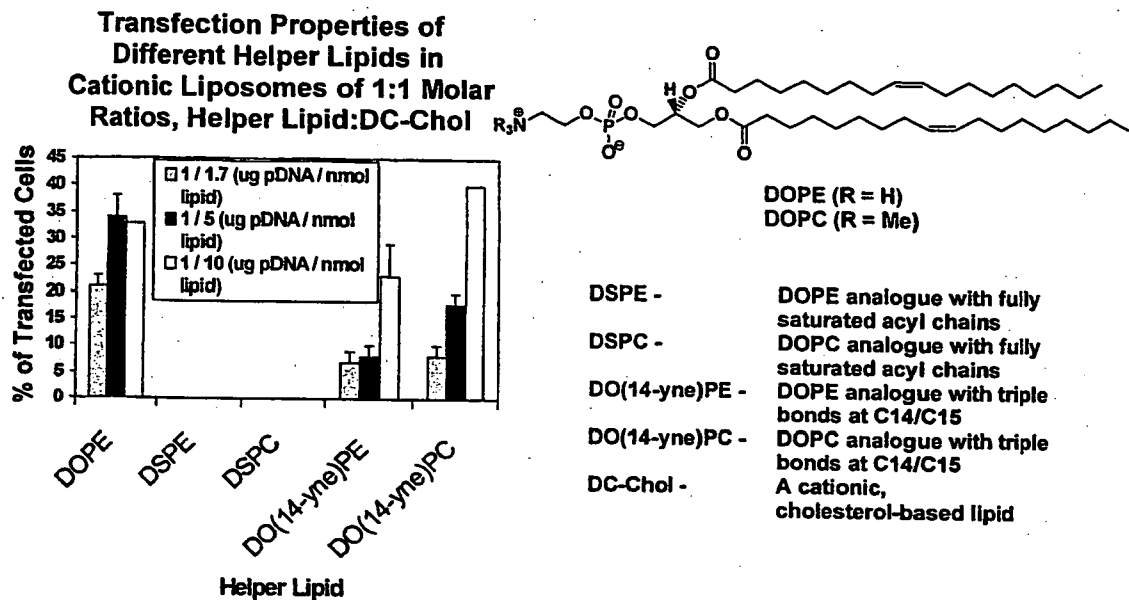 Transfection Properties of
Different Helper Lipids in
Cationic Liposomes of 1:1 Molar
Ratios, Helper Lipid:DC-Chol
% of Transfected Cells
45
40
35
30
25
20
15
10
5
0
1 / 1.7 (ug pDNA / nmol
lipid)
1 / 5 (ug pDNA / nmol
lipid)
1 / 10 (ug pDNA / nmol
lipid)
DOPE
DSPE
DSPC
DO(14-yne)PE
DO(14-yne)PC
Helper Lipid
R₃N⊕
O
P
O
O⊖
O
H
O
O
O
O
DOPE (R = H)
DOPC (R = Me)
DSPE - DOPE analogue with fully
saturated acyl chains
DSPC - DOPC analogue with fully
saturated acyl chains
DO(14-yne)PE - DOPE analogue with triple
bonds at C14/C15
DO(14-yne)PC - DOPC analogue with triple
bonds at C14/C15
DC-Chol - A cationic,
cholesterol-based lipid